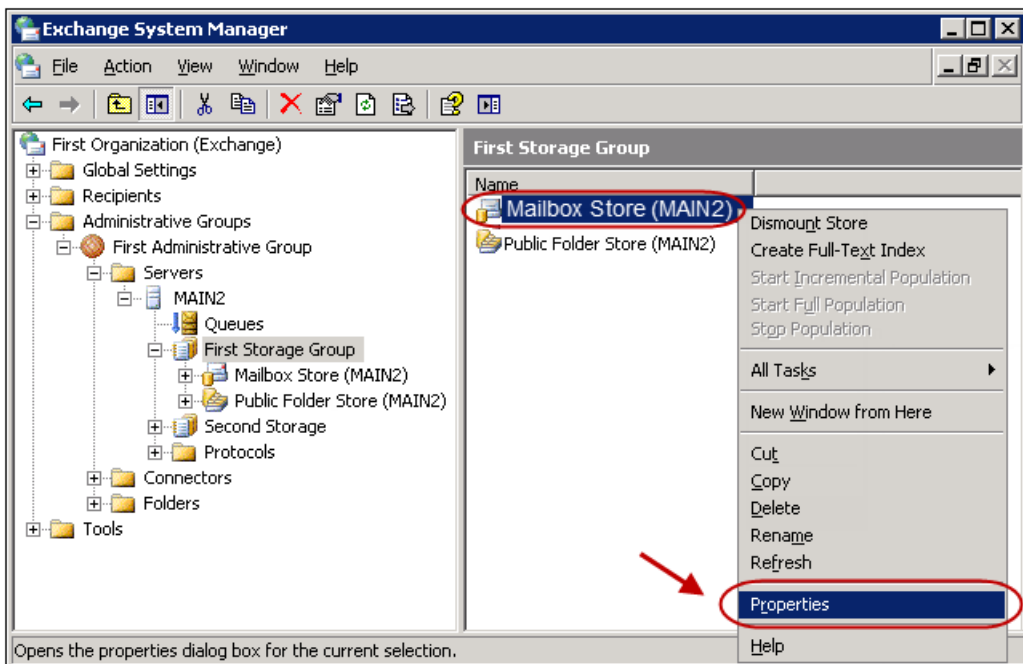 Exchange System Manager
File Action View Window Help
First Organization (Exchange)
Global Settings
Recipients
Administrative Groups
First Administrative Group
Servers
MAIN2
Queues
First Storage Group
Mailbox Store (MAIN2)
Public Folder Store (MAIN2)
Second Storage
Protocols
Connectors
Folders
Tools
First Storage Group
Name
Mailbox Store (MAIN2)
Public Folder Store (MAIN2)
Dismount Store
Create Full-Text Index
Start Incremental Population
Start Full Population
Stop Population
All Tasks
New Window from Here
Cut
Copy
Delete
Rename
Refresh
Properties
Help
Opens the properties dialog box for the current selection.